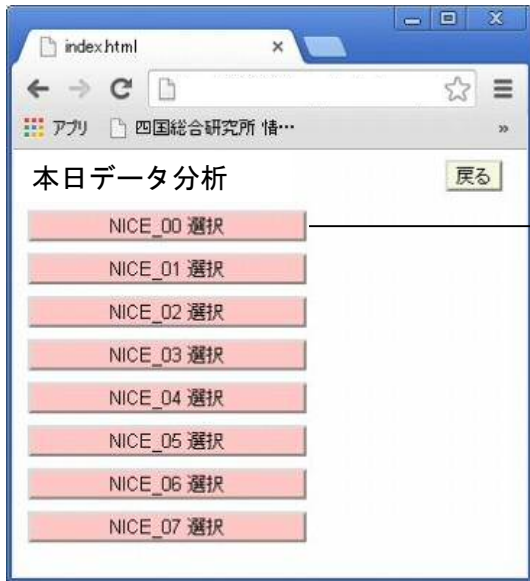 index.html
アプリ 四国総合研究所 情…
本日データ分析 戻る
NICE_00 選択
NICE_01 選択
NICE_02 選択
NICE_03 選択
NICE_04 選択
NICE_05 選択
NICE_06 選択
NICE_07 選択